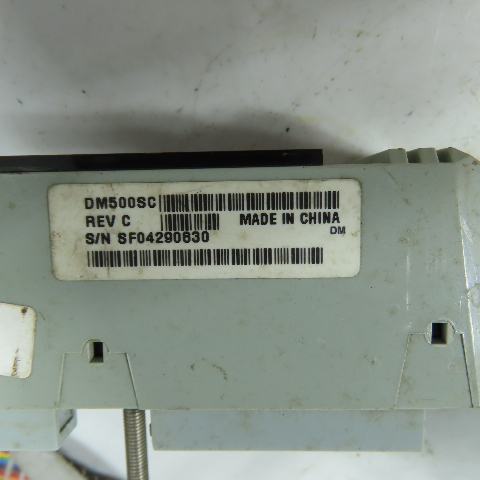 DM500SC
REV C MADE IN CHINA
DM
S/N SF04290630